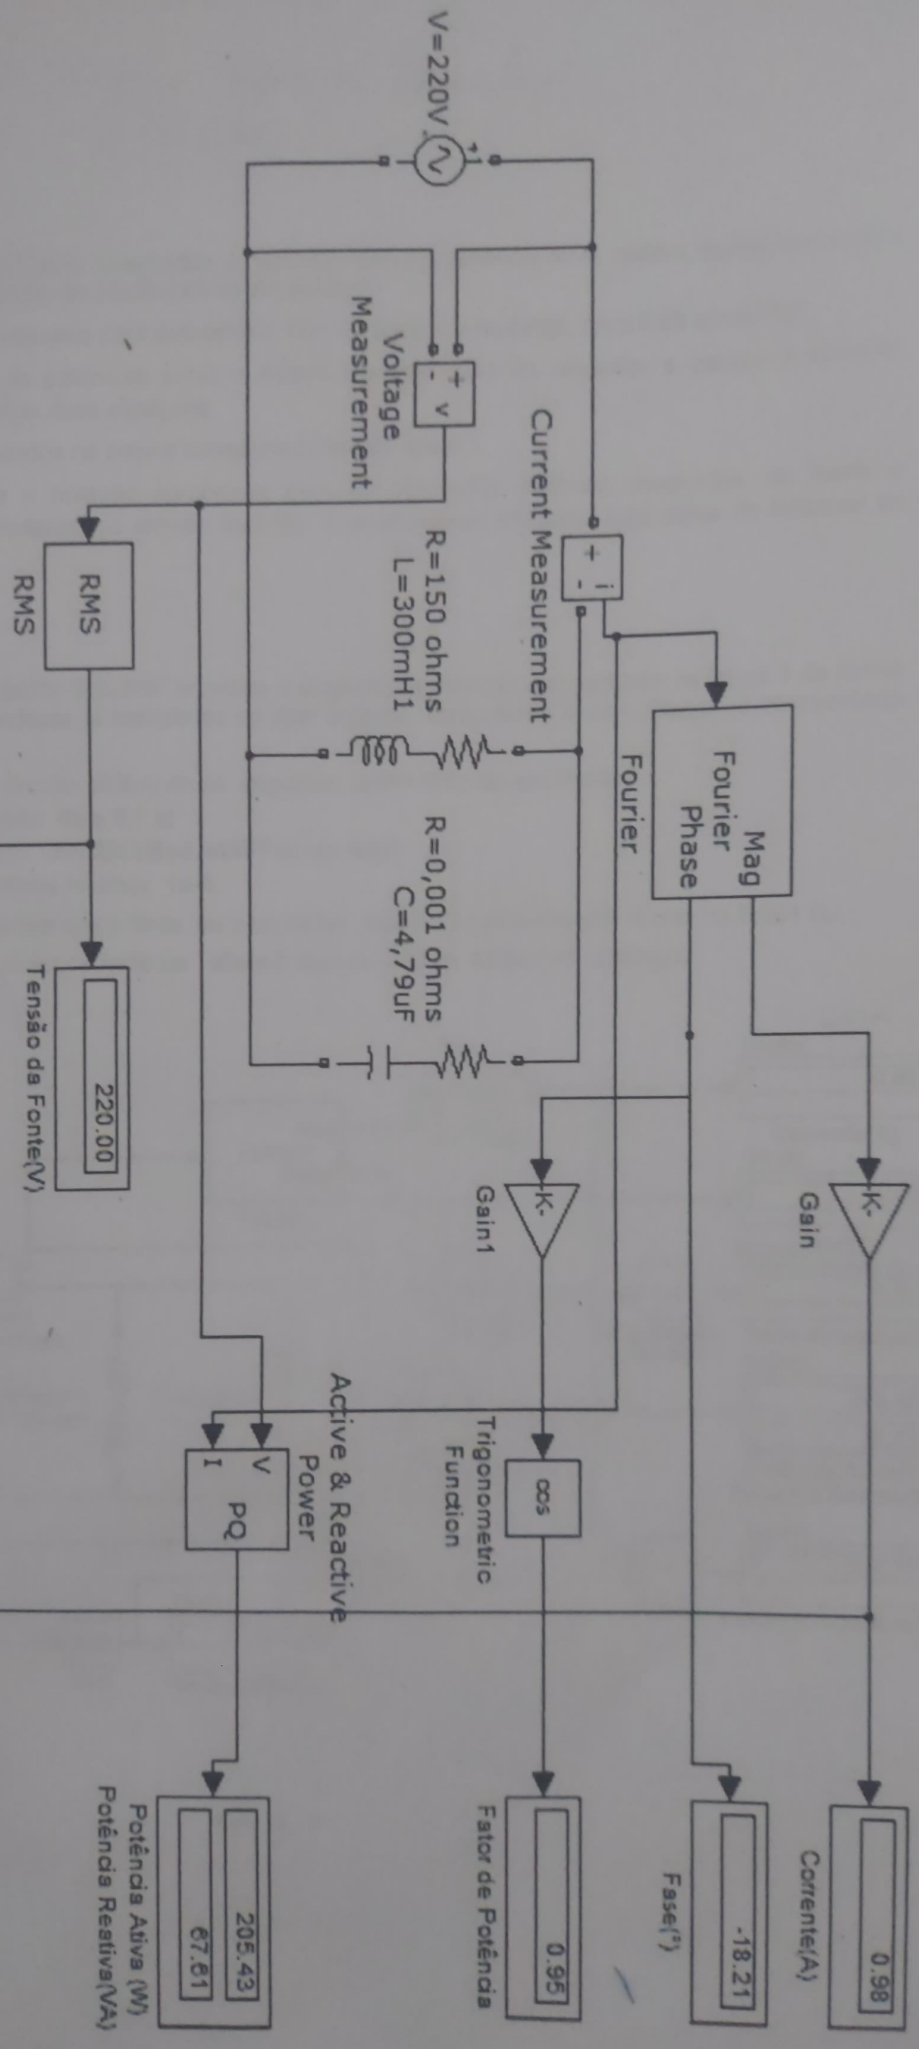 V=220V
+
v
-
Voltage
Measurement
Current Measurement
+
i
-
R=150 ohms
L=300mH1
R=0,001 ohms
C=4,79uF
Mag
Fourier
Phase
Fourier
RMS
RMS
220.00
Tensão da Fonte(V)
-K-
Gain
-K-
Gain1
cos
Trigonometric
Function
V
I
PQ
Active & Reactive
Power
0.98
Corrente(A)
-18.21
Fase(°)
0.95
Fator de Potência
205.43
67.61
Potência Ativa (W)
Potência Reativa(VA)